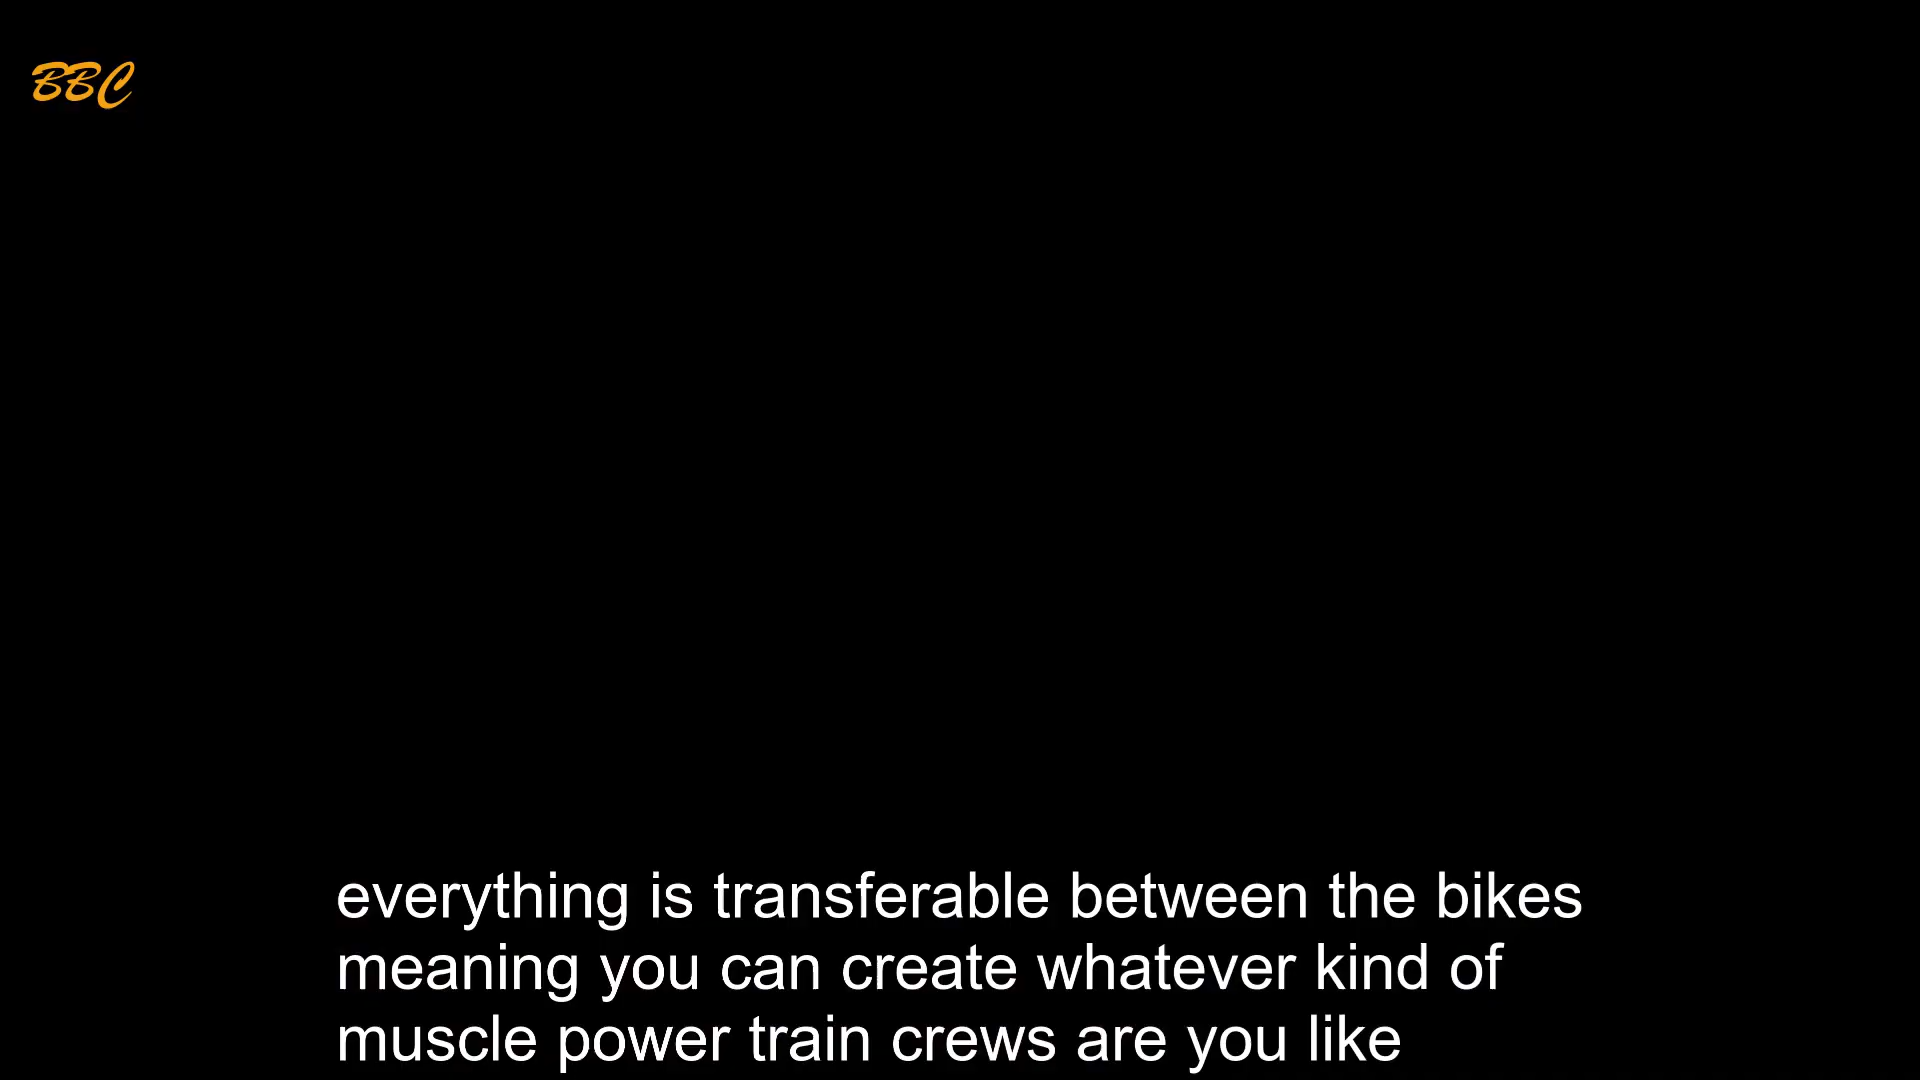 BBC
everything is transferable between the bikes
meaning you can create whatever kind of
muscle power train crews are you like